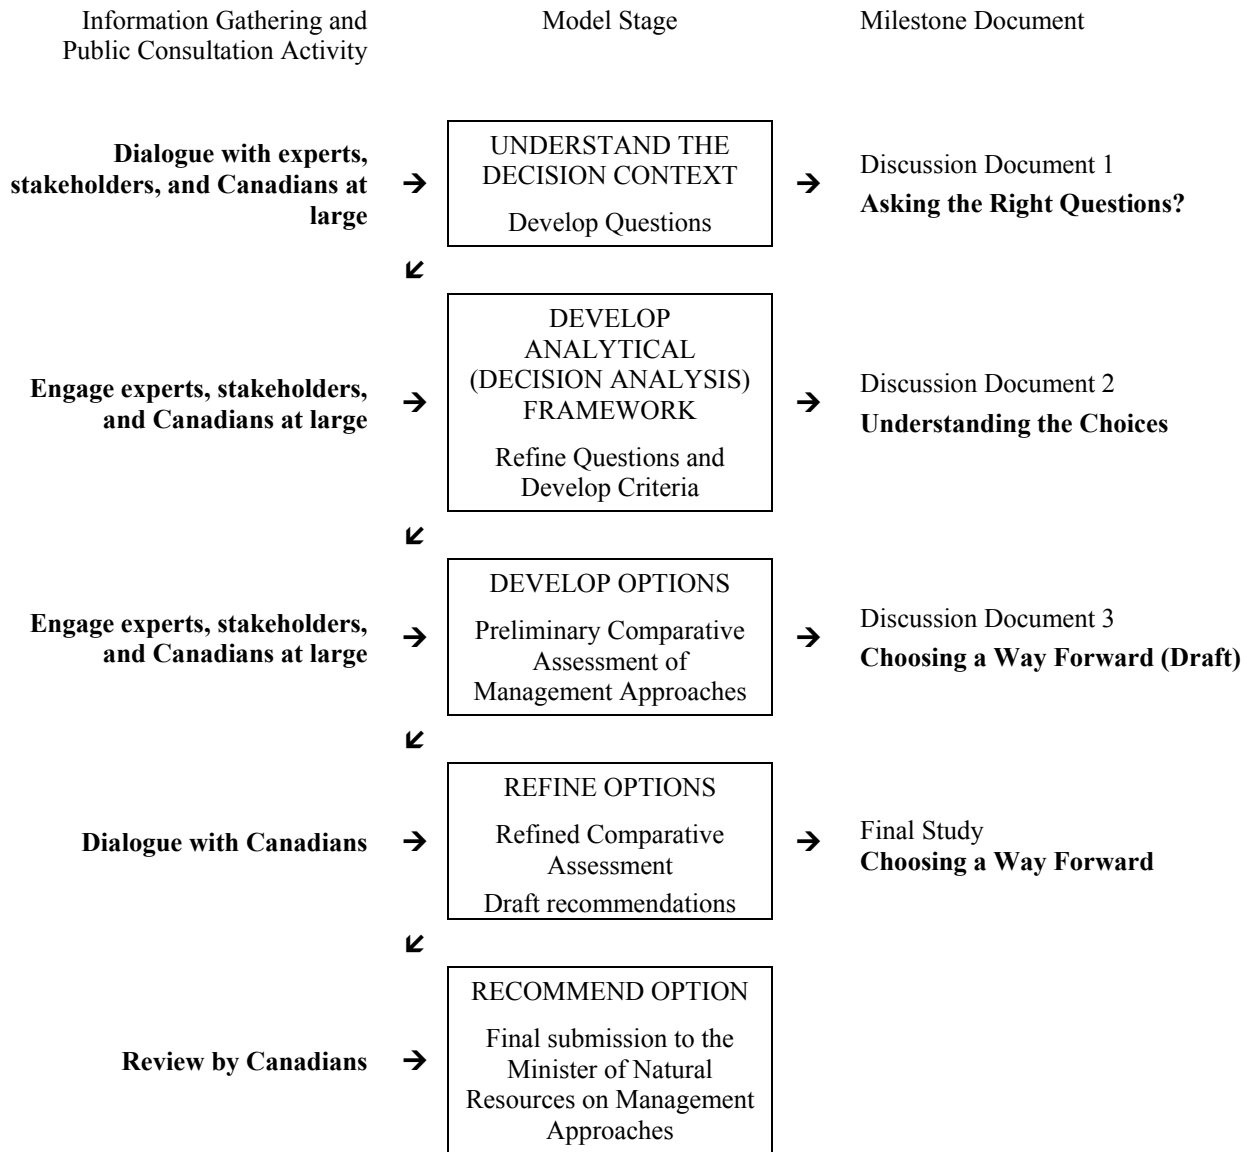 Information Gathering and
Public Consultation Activity
Model Stage
Milestone Document
Dialogue with experts,
stakeholders, and Canadians at
large
→
UNDERSTAND THE
DECISION CONTEXT
Develop Questions
→
Discussion Document 1
Asking the Right Questions?
↙
Engage experts, stakeholders,
and Canadians at large
→
DEVELOP
ANALYTICAL
(DECISION ANALYSIS)
FRAMEWORK
Refine Questions and
Develop Criteria
→
Discussion Document 2
Understanding the Choices
↙
Engage experts, stakeholders,
and Canadians at large
→
DEVELOP OPTIONS
Preliminary Comparative
Assessment of
Management Approaches
→
Discussion Document 3
Choosing a Way Forward (Draft)
↙
Dialogue with Canadians
→
REFINE OPTIONS
Refined Comparative
Assessment
Draft recommendations
→
Final Study
Choosing a Way Forward
↙
Review by Canadians
→
RECOMMEND OPTION
Final submission to the
Minister of Natural
Resources on Management
Approaches